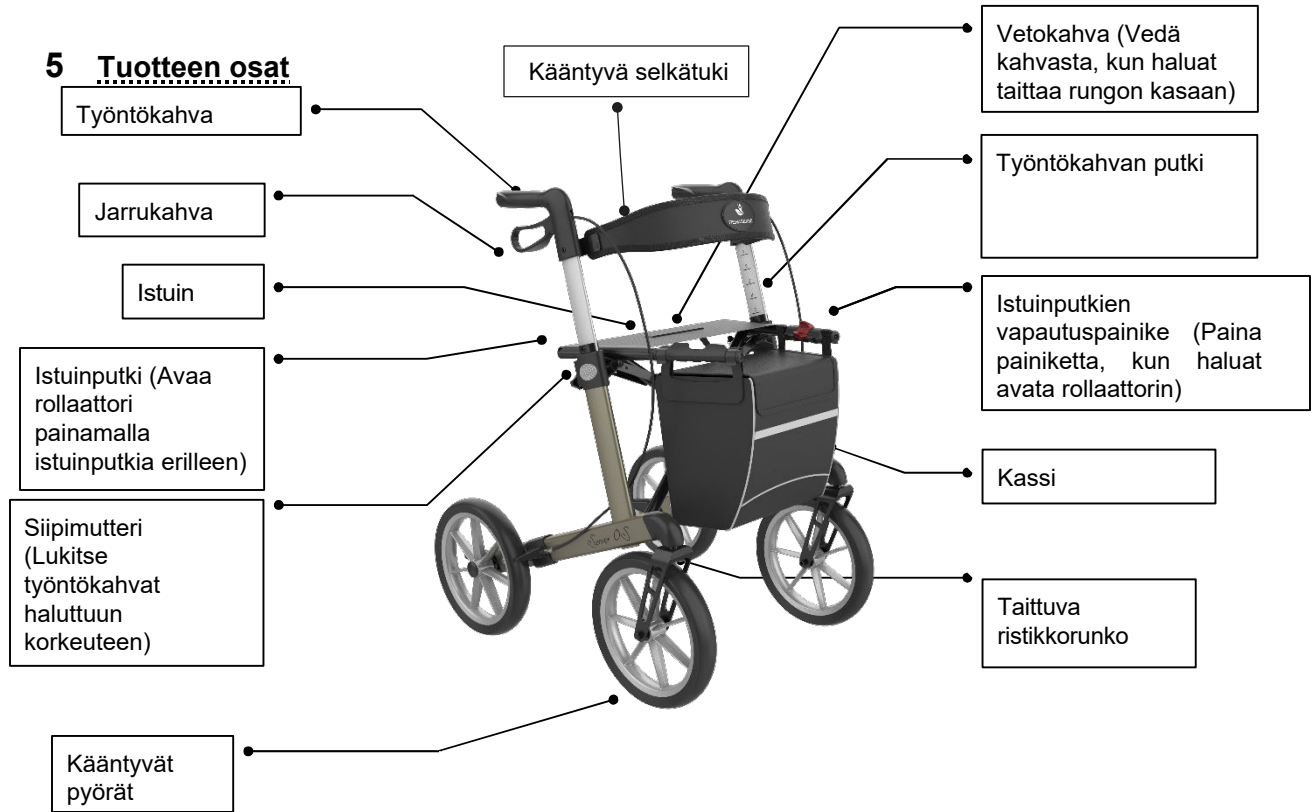 5 Tuotteen osat
Työntökahva
Kääntyvä selkätuki
Vetokahva (Vedä
kahvasta, kun haluat
taittaa rungon kasaan)
Jarrukahva
Työntökahvan putki
Istuin
Istuinputkien
vapautuspainike (Paina
painiketta, kun haluat
avata rollaattorin)
Istuinputki (Avaa
rollaattori
painamalla
istuinputkia erilleen)
Kassi
Siipimutteri
(Lukitse
työntökahvat
haluttuun
korkeuteen)
Taittuva
ristikkorunko
Kääntyvät
pyörät